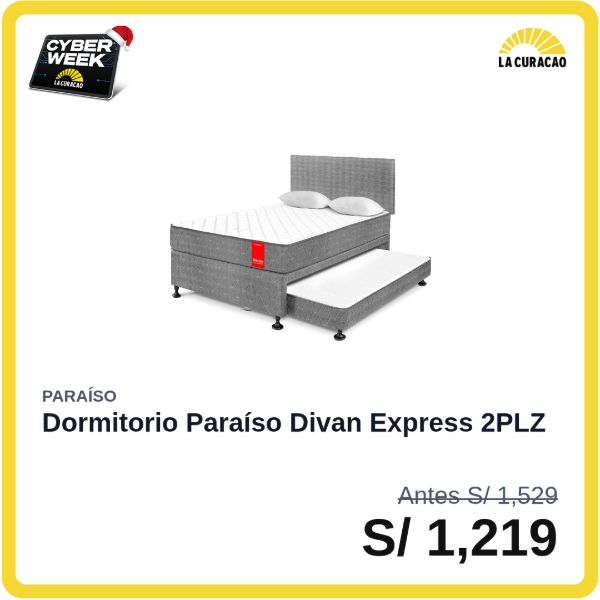 CYBER
WEEK
LA CURACAO
LA CURACAO
PARAÍSO
Dormitorio Paraíso Divan Express 2PLZ
Antes S/ 1,529
S/ 1,219